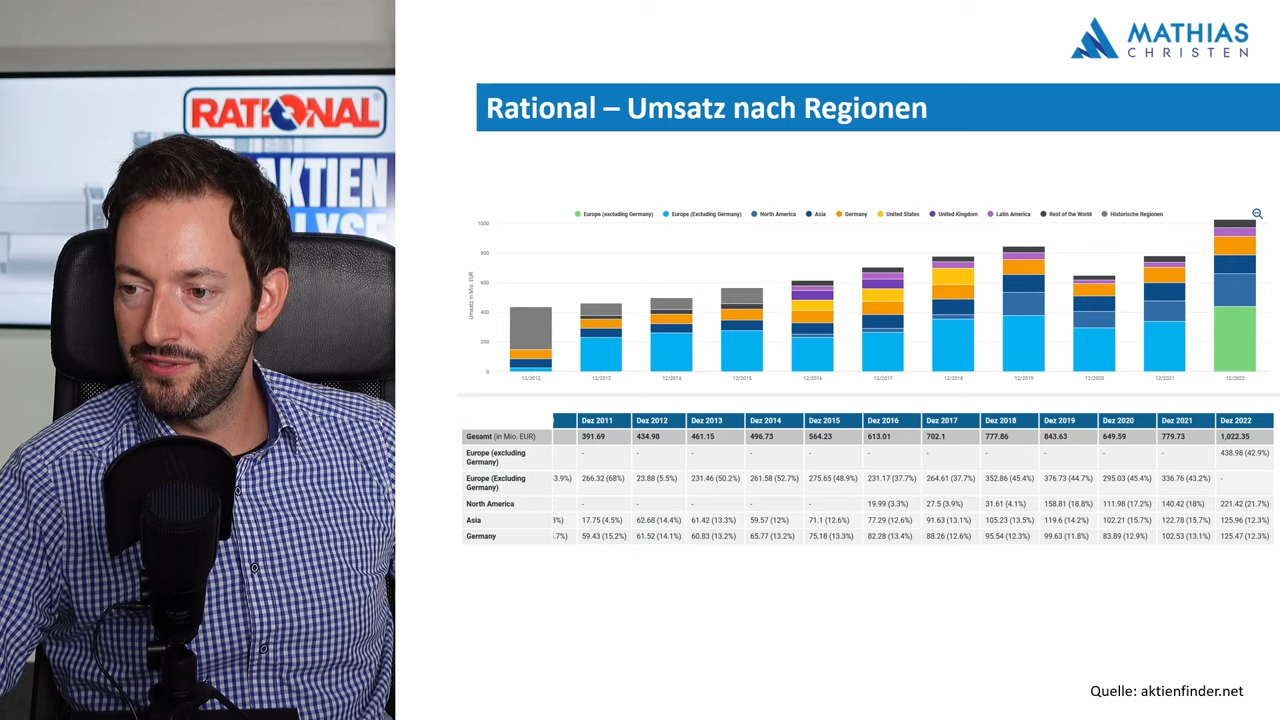 MATHIAS
CHRISTEN
RATIONAL
AKTIEN
Rational – Umsatz nach Regionen
Europe (excluding Germany) Europe (Excluding Germany) North America Asia Germany United States United Kingdom Latin America Rest of the World Historische Regionen
Umsatz in Mio. EUR
1000
800
600
400
200
0
12/2012 12/2013 12/2014 12/2015 12/2016 12/2017 12/2018 12/2019 12/2020 12/2021 12/2022
Dez 2011 Dez 2012 Dez 2013 Dez 2014 Dez 2015 Dez 2016 Dez 2017 Dez 2018 Dez 2019 Dez 2020 Dez 2021 Dez 2022
Gesamt (in Mio. EUR) 391.69 434.98 461.15 496.73 564.23 613.01 702.1 777.86 843.63 649.59 779.73 1,022.35
Europe (excluding - - - - - - - - - - - 438.98 (42.9%)
Germany)
Europe (Excluding 3.9%) 266.32 (68%) 23.88 (5.5%) 231.46 (50.2%) 261.58 (52.7%) 275.65 (48.9%) 231.17 (37.7%) 264.61 (37.7%) 352.86 (45.4%) 376.73 (44.7%) 295.03 (45.4%) 336.76 (43.2%) -
Germany)
North America - - - - - 19.99 (3.3%) 27.5 (3.9%) 31.61 (4.1%) 158.81 (18.8%) 111.98 (17.2%) 140.42 (18%) 221.42 (21.7%)
Asia 17.75 (4.5%) 62.68 (14.4%) 61.42 (13.3%) 59.57 (12%) 71.1 (12.6%) 77.29 (12.6%) 91.63 (13.1%) 105.23 (13.5%) 119.6 (14.2%) 102.21 (15.7%) 122.78 (15.7%) 125.96 (12.3%)
Germany .7%) 59.43 (15.2%) 61.52 (14.1%) 60.83 (13.2%) 65.77 (13.2%) 75.18 (13.3%) 82.28 (13.4%) 88.26 (12.6%) 95.54 (12.3%) 99.63 (11.8%) 83.89 (12.9%) 102.53 (13.1%) 125.47 (12.3%)
Quelle: aktienfinder.net